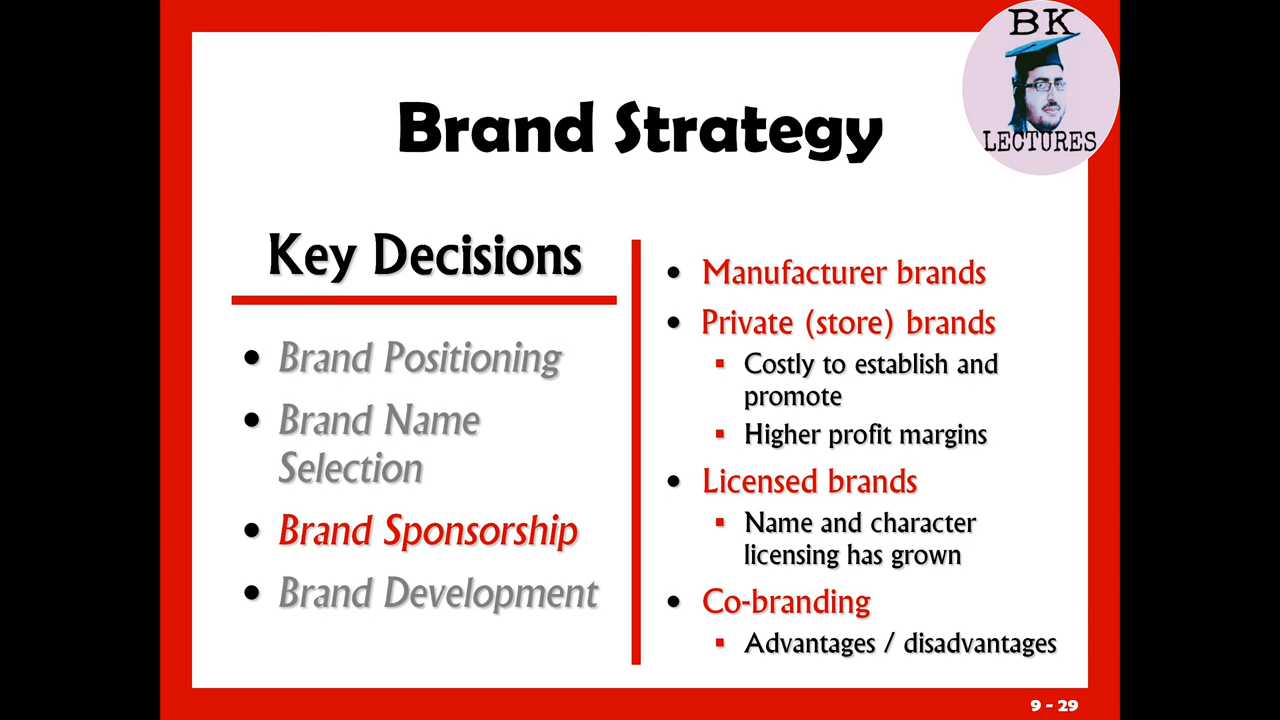 BK
LECTURES
Brand Strategy
Key Decisions
• Brand Positioning
• Brand Name
Selection
• Brand Sponsorship
• Brand Development
• Manufacturer brands
• Private (store) brands
▪ Costly to establish and
promote
▪ Higher profit margins
• Licensed brands
▪ Name and character
licensing has grown
• Co-branding
▪ Advantages / disadvantages
9 - 29